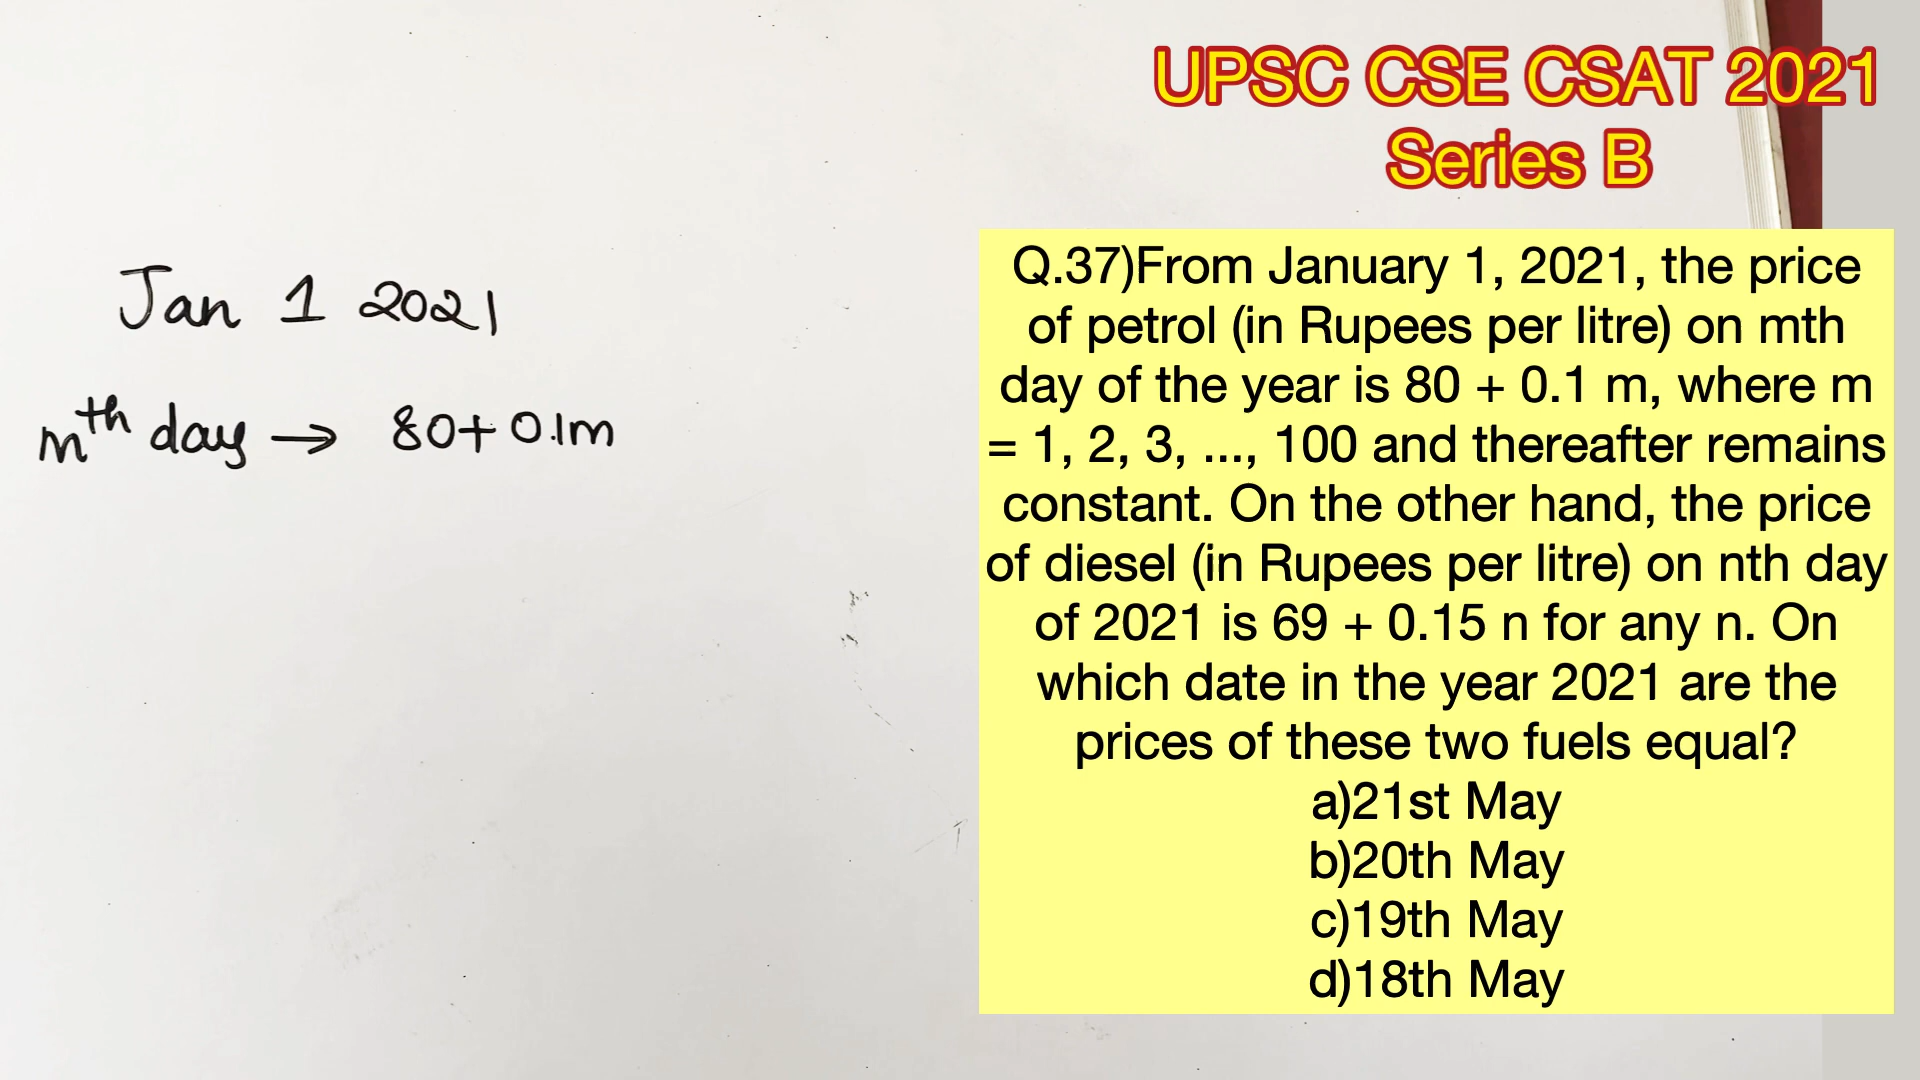 UPSC CSE CSAT 2021
Series B
Jan 1 2021
mth day → 80+0.1m
Q.37)From January 1, 2021, the price
of petrol (in Rupees per litre) on mth
day of the year is 80 + 0.1 m, where m
= 1, 2, 3, ..., 100 and thereafter remains
constant. On the other hand, the price
of diesel (in Rupees per litre) on nth day
of 2021 is 69 + 0.15 n for any n. On
which date in the year 2021 are the
prices of these two fuels equal?
a)21st May
b)20th May
c)19th May
d)18th May